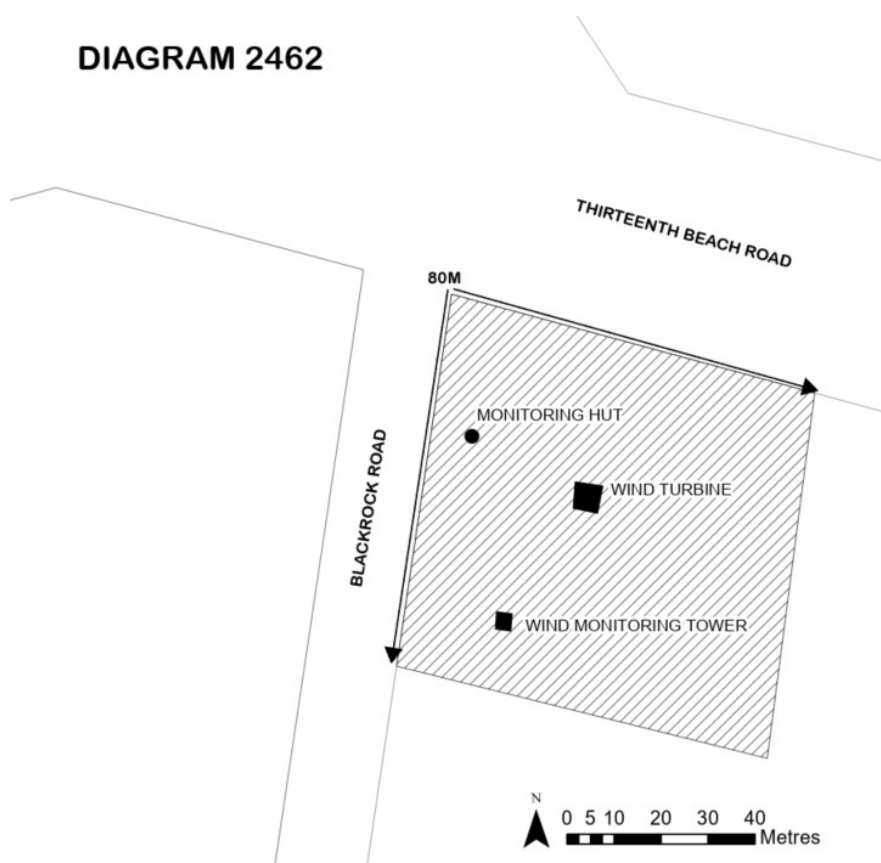 DIAGRAM 2462
THIRTEENTH BEACH ROAD
80M
MONITORING HUT
BLACKROCK ROAD
WIND TURBINE
WIND MONITORING TOWER
N
0 5 10 20 30 40
Metres